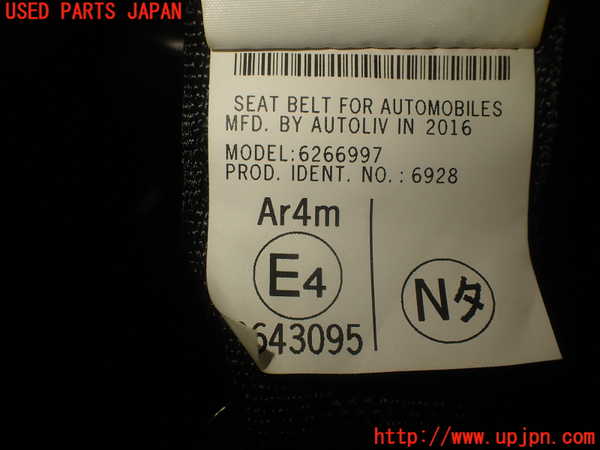 USED PARTS JAPAN
SEAT BELT FOR AUTOMOBILES
MFD. BY AUTOLIV IN 2016
MODEL:6266997
PROD. IDENT. NO.:6928
Ar4m
E4
Nタ
643095
http://www.upjpn.com/